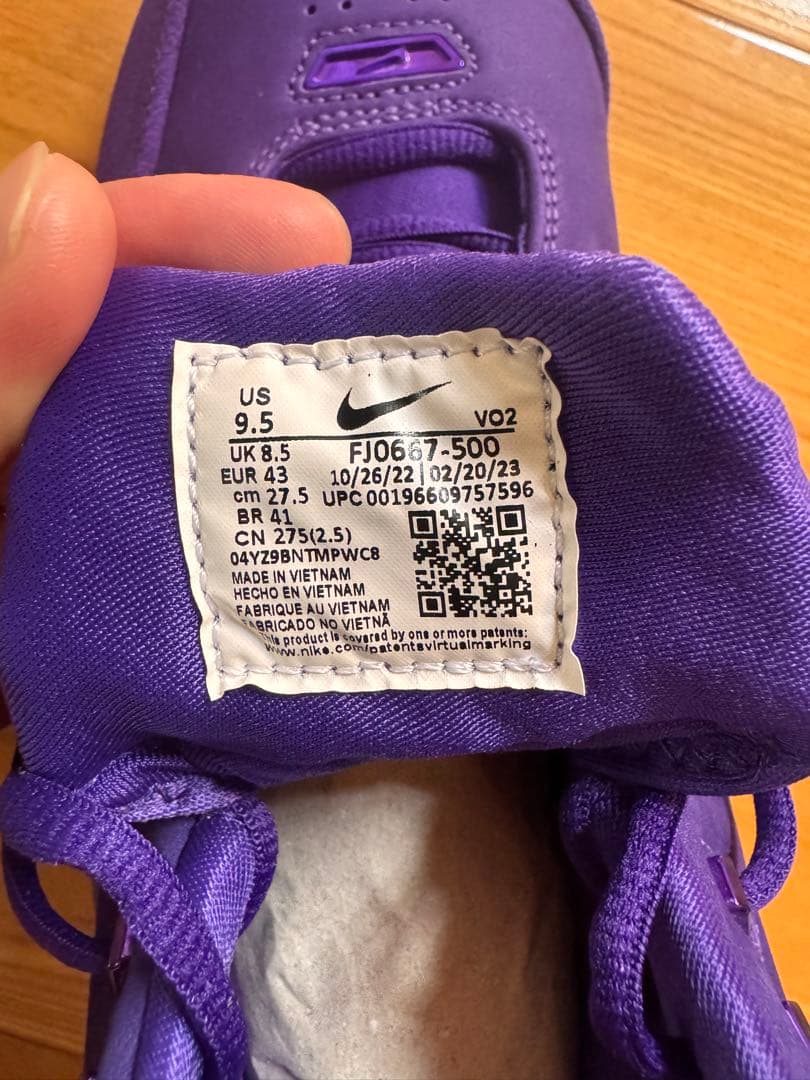 US
9.5
VO2
UK 8.5
FJ0667-500
EUR 43
10/26/22 | 02/20/23
cm 27.5
UPC 00196609757596
BR 41
CN 275(2.5)
04YZ9BNTMPWC8
MADE IN VIETNAM
HECHO EN VIETNAM
FABRIQUE AU VIETNAM
FABRICADO NO VIETNÃ
This product is covered by one or more patents:
www.nike.com/patentsvirtualmarking